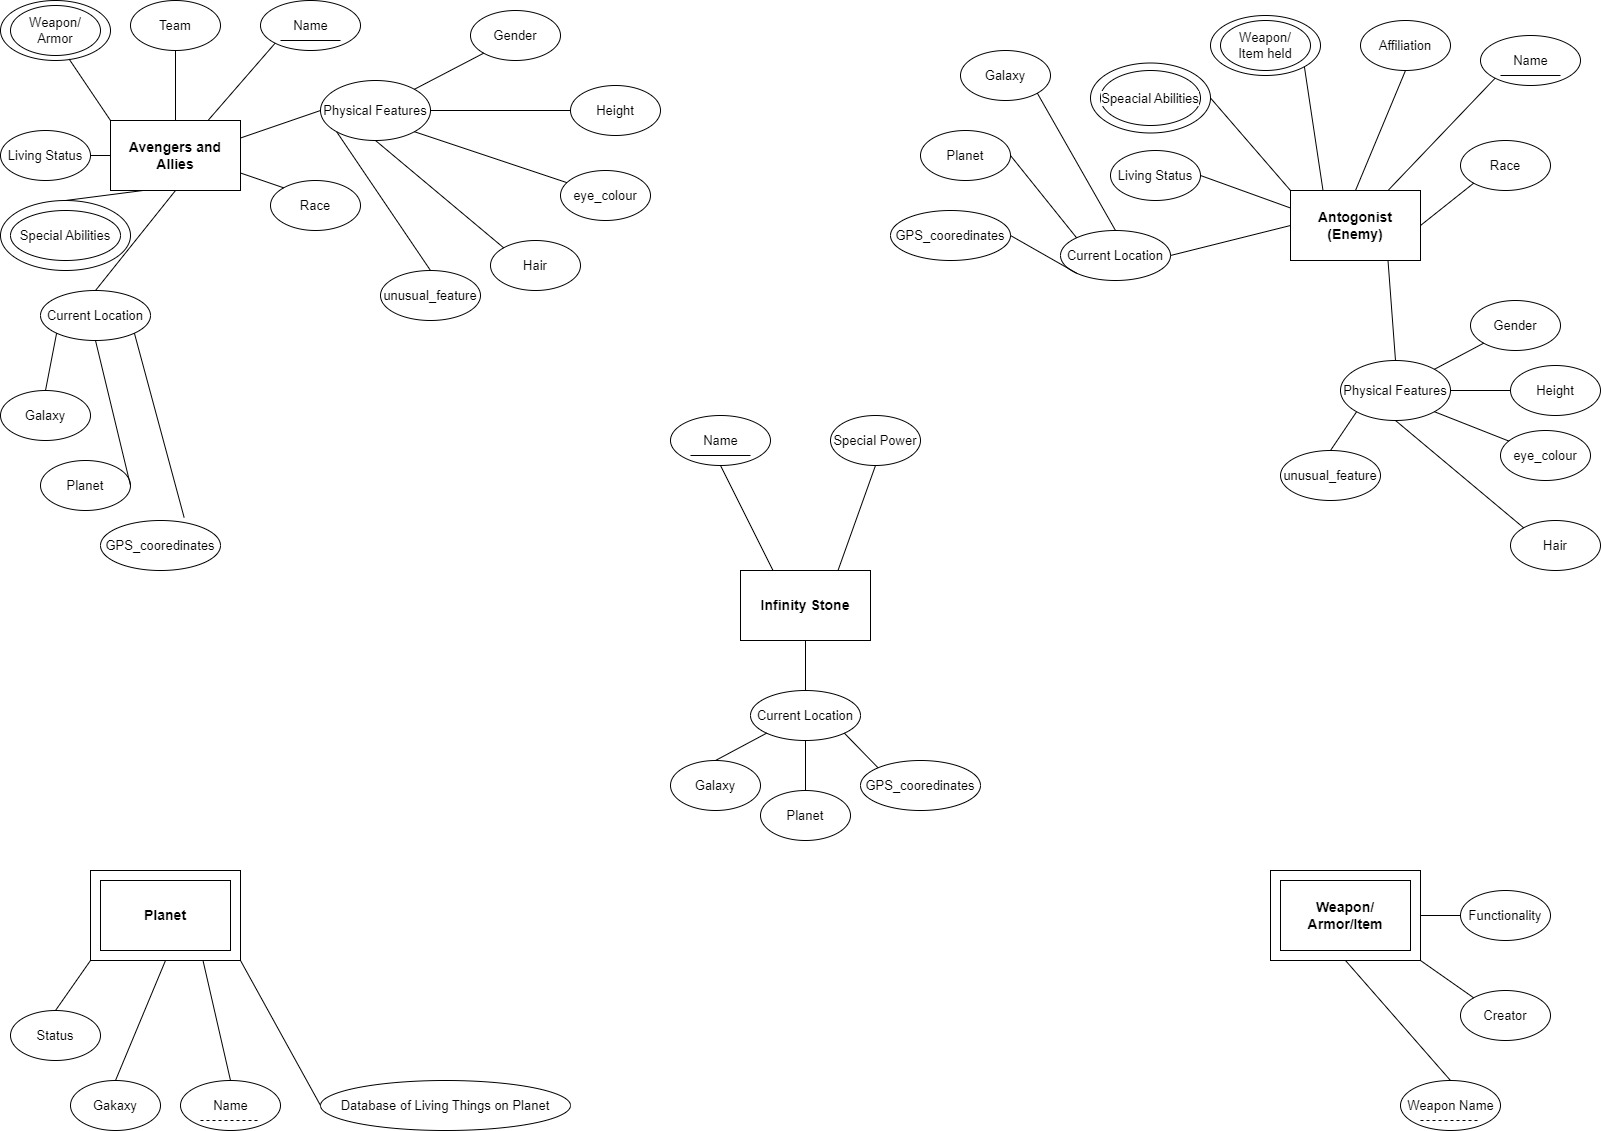 Weapon/
Armor
Team
Name
Gender
Physical Features
Height
Avengers and
Allies
Living Status
eye_colour
Race
Special Abilities
Hair
unusual_feature
Current Location
Galaxy
Planet
GPS_cooredinates
Weapon/
Item held
Affiliation
Name
Galaxy
Speacial Abilities
Planet
Living Status
Race
Antogonist
(Enemy)
GPS_cooredinates
Current Location
Gender
Physical Features
Height
eye_colour
unusual_feature
Hair
Name
Special Power
Infinity Stone
Current Location
Galaxy
GPS_cooredinates
Planet
Planet
Status
Gakaxy
Name
Database of Living Things on Planet
Weapon/
Armor/Item
Functionality
Creator
Weapon Name